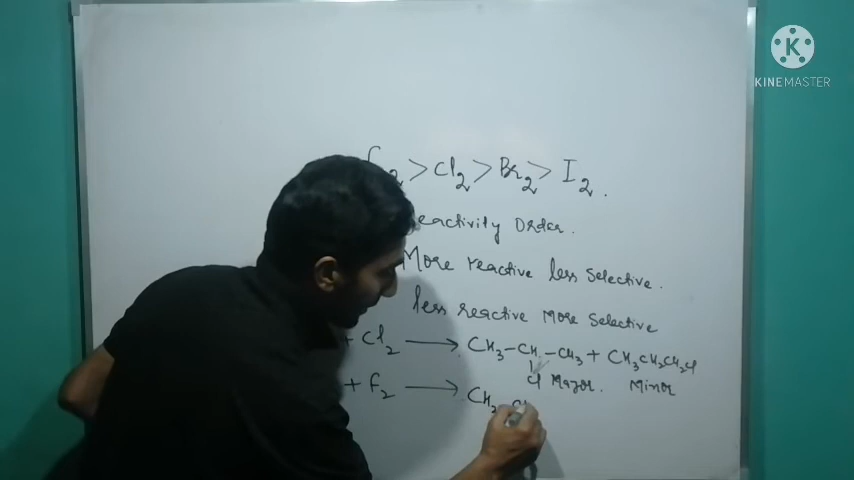 K
KINEMASTER
F2 > Cl2 > Br2 > I2.
eactivity Order.
More reactive less selective.
less reactive More selective
+ Cl2 ⟶ CH3-CH-CH3 + CH3CH2CH2Cl
Cl Major. Minor
+ F2 ⟶ CH3